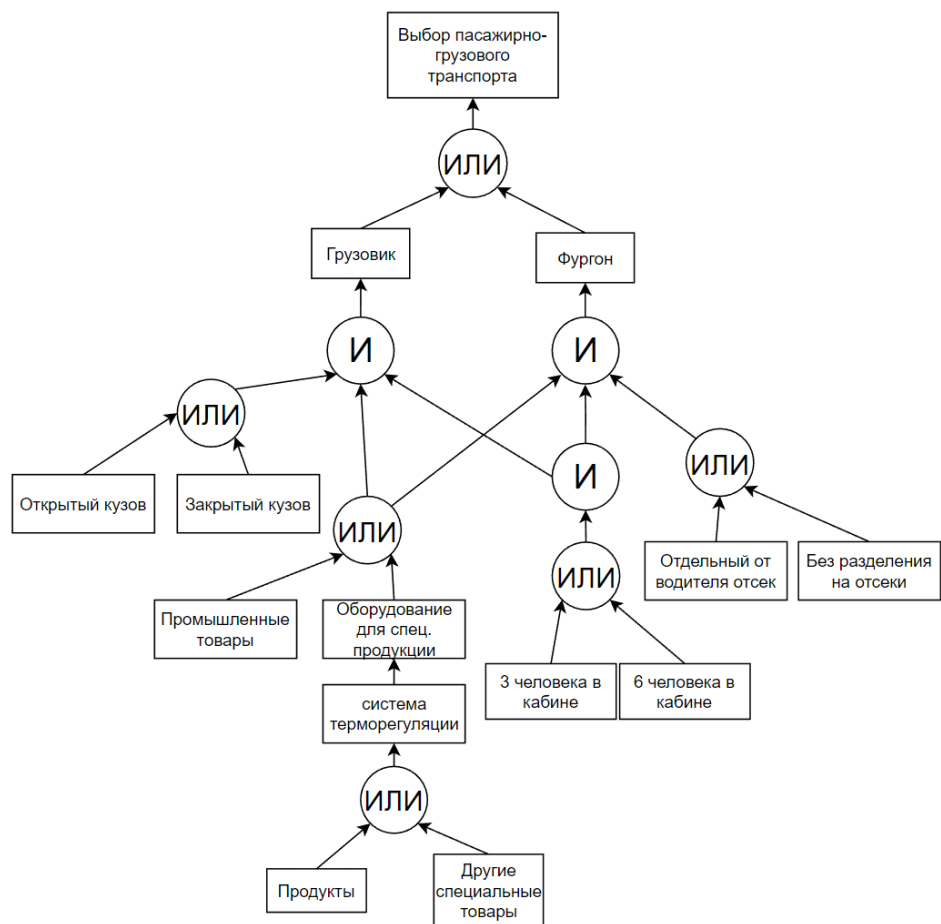 Выбор пасажирно-
грузового
транспорта
ИЛИ
Грузовик
Фургон
И
И
ИЛИ
ИЛИ
И
Открытый кузов
Закрытый кузов
ИЛИ
ИЛИ
Отдельный от
водителя отсек
Без разделения
на отсеки
Промышленные
товары
Оборудование
для спец.
продукции
3 человека в
кабине
6 человека в
кабине
система
терморегуляции
ИЛИ
Продукты
Другие
специальные
товары